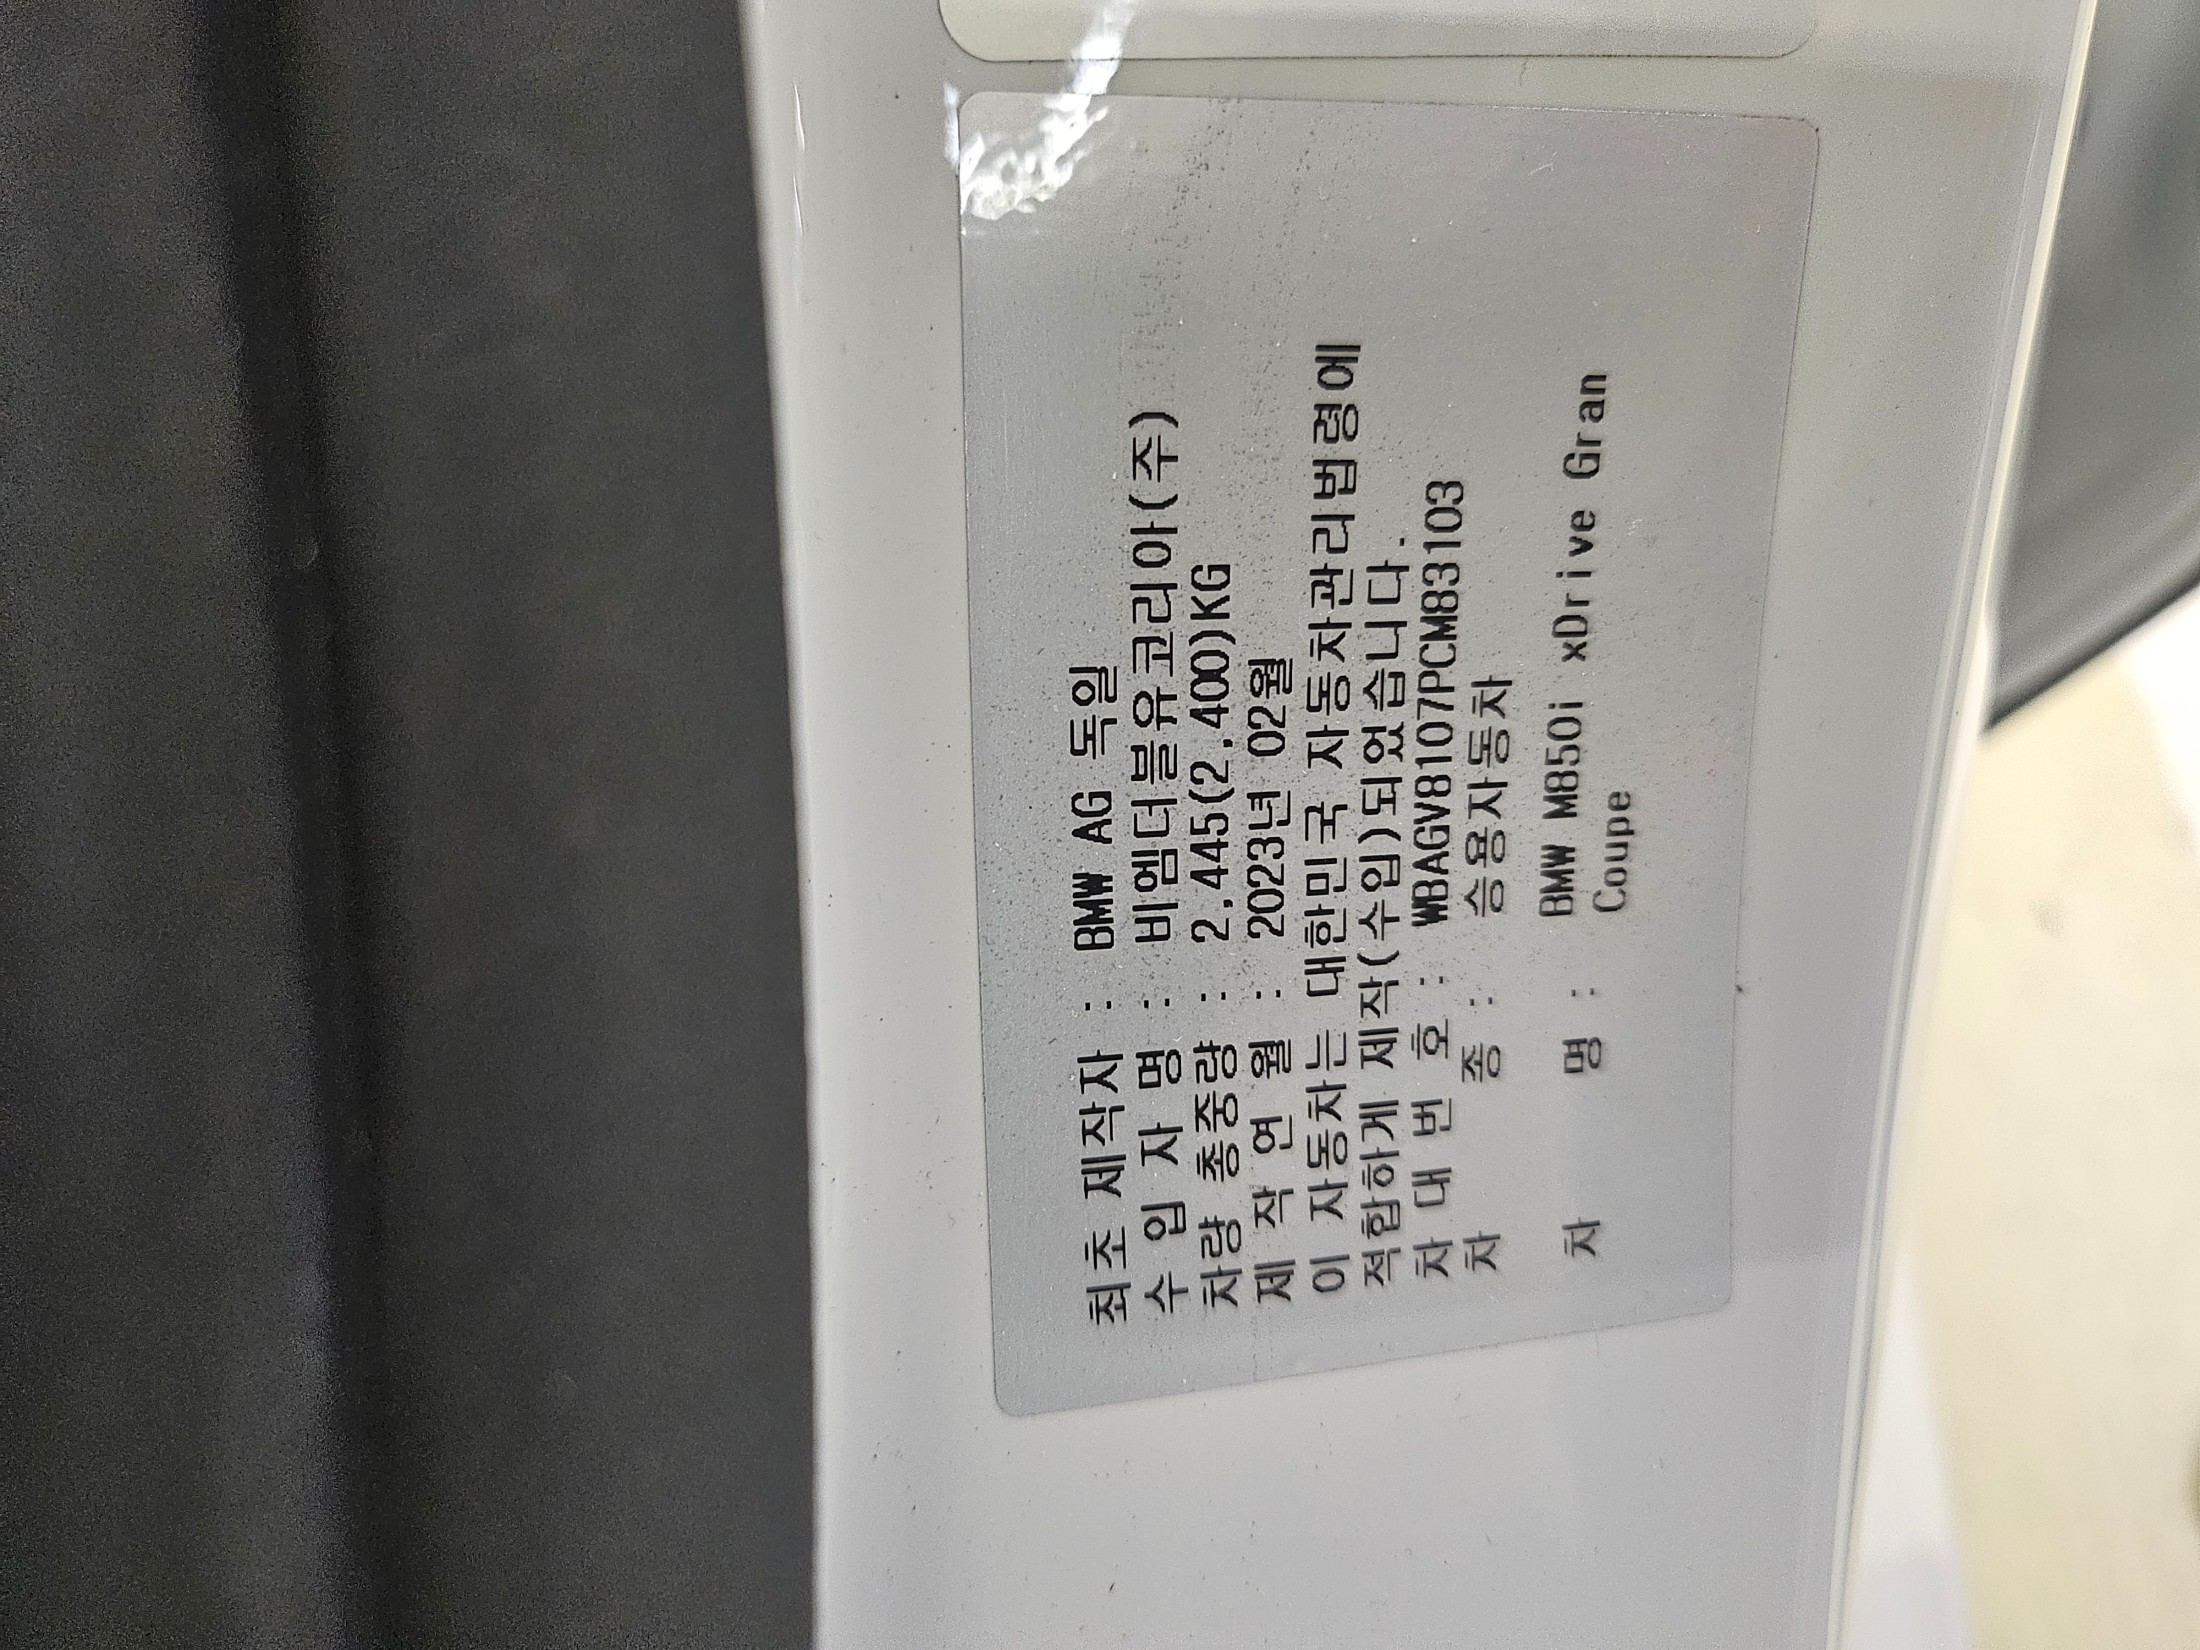 최초 제작자 : BMW AG 독일
수 입 자 명 : 비엠더블유코리아(주)
차량 총중량 : 2,445(2,400)KG
제 작 연 월 : 2023년 02월
이 자동차는 대한민국 자동차관리법령에
적합하게 제작(수입)되었습니다.
차 대 번 호 : WBAGV8107PCM83103
차 종 : 승용자동차
차 명 : BMW M850i xDrive Gran
Coupe